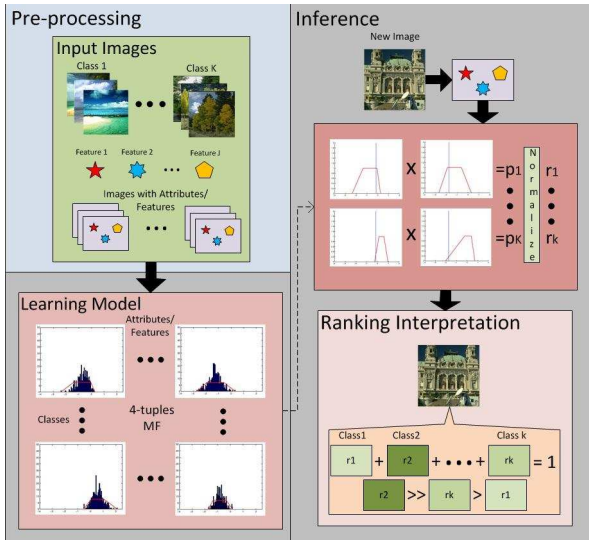 Pre-processing
Input Images
Class 1
Class K
Feature 1 Feature 2 Feature J
Images with Attributes/
Features
Learning Model
Attributes/
Features
Classes
4-tuples
MF
Inference
New Image
X =p1 r1
X =pK rk
Normalize
Ranking Interpretation
Class1 Class2 Class k
r1 + r2 + + rk = 1
r2 >> rk > r1